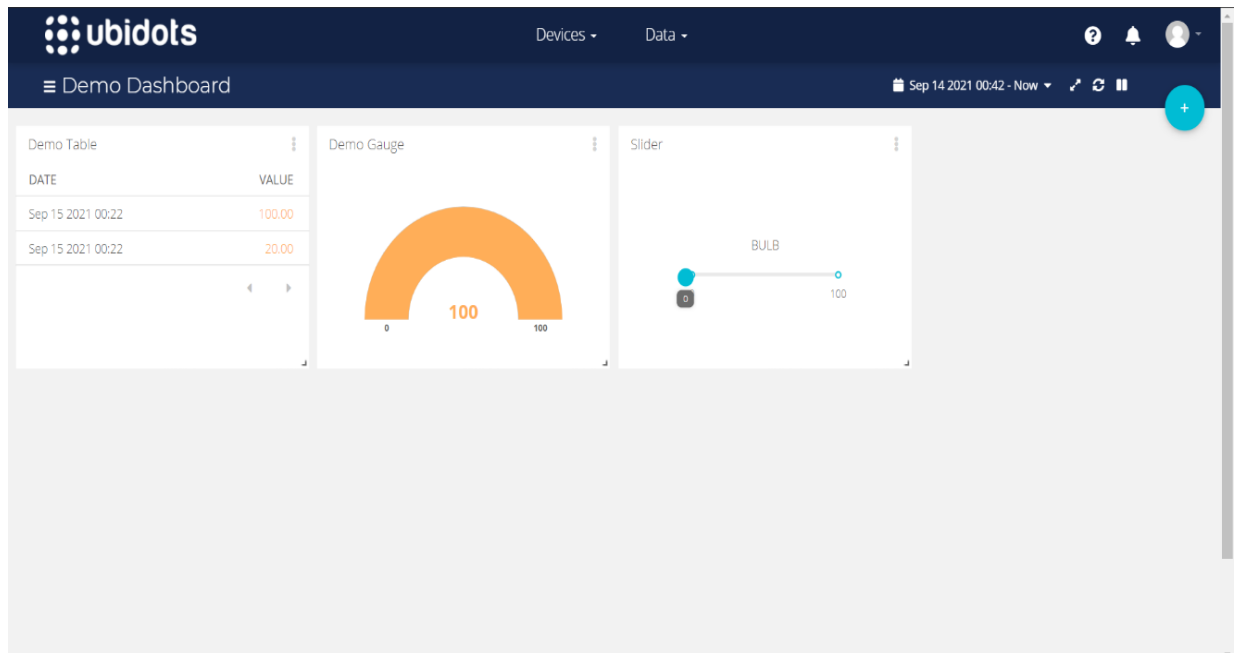 ubidots
Devices
Data
?
Demo Dashboard
Sep 14 2021 00:42 - Now
+
Demo Table
DATE VALUE
Sep 15 2021 00:22 100.00
Sep 15 2021 00:22 20.00
Demo Gauge
100
0 100
Slider
BULB
0
100